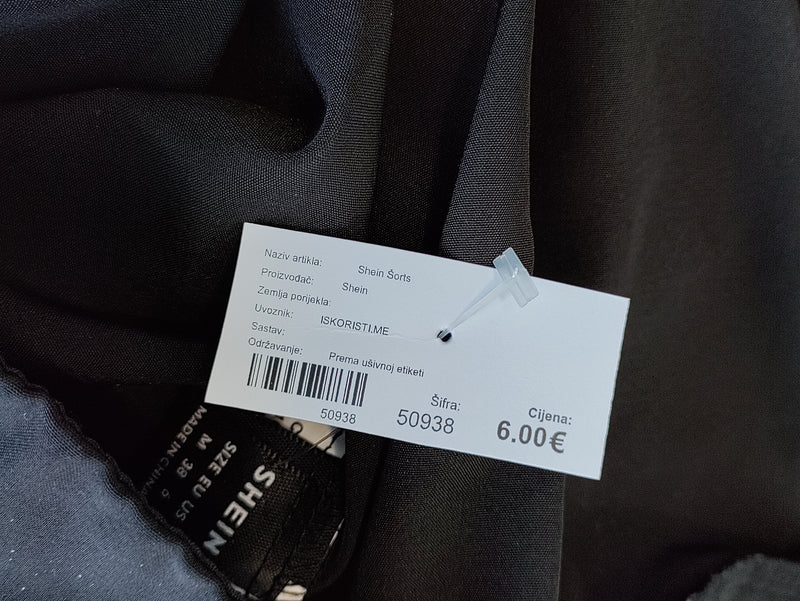 Naziv artikla: Shein Šorts
Proizvođač: Shein
Zemlja porijekla:
Uvoznik: ISKORISTI.ME
Sastav:
Održavanje: Prema ušivnoj etiketi
50938
Šifra:
50938
Cijena:
6.00€
SHEIN
SIZE EU US
M 38 6
MADE IN CHINA